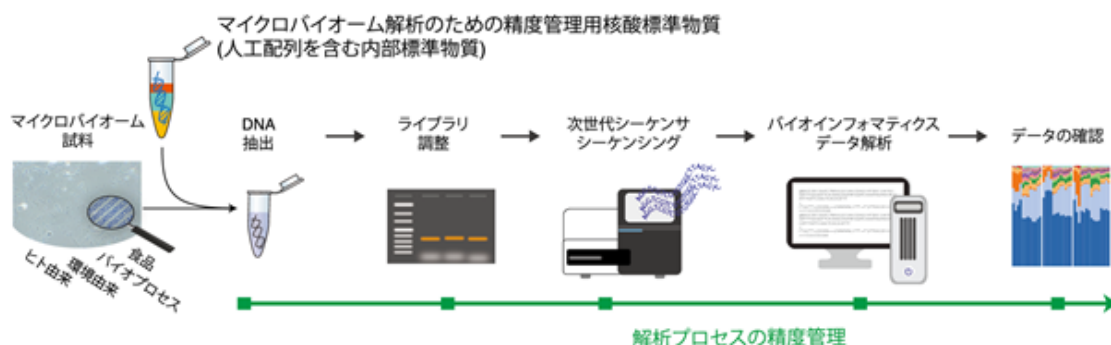 マイクロバイオーム解析のための精度管理用核酸標準物質
(人工配列を含む内部標準物質)
マイクロバイオーム
試料
DNA
抽出
ライブラリ
調整
次世代シーケンサ
シーケンシング
バイオインフォマティクス
データ解析
データの確認
食品
バイオプロセス
環境由来
ヒト由来
解析プロセスの精度管理